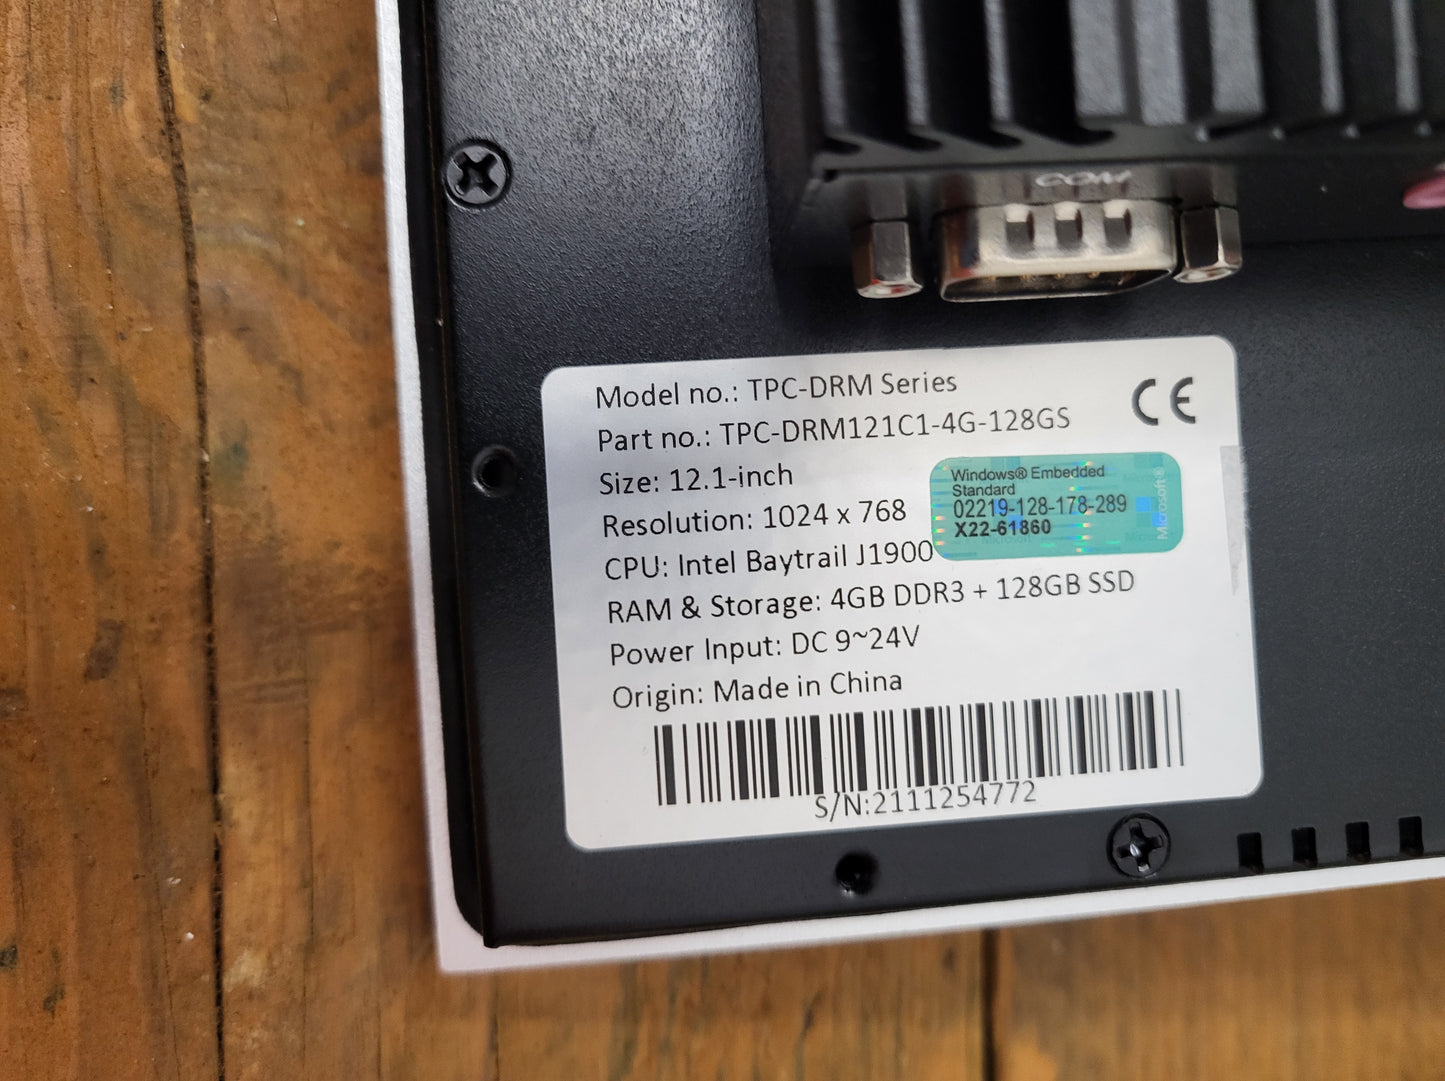 COM
Model no.: TPC-DRM Series
CE
Part no.: TPC-DRM121C1-4G-128GS
Size: 12.1-inch
Windows® Embedded
Standard
02219-128-178-289
X22-61860
Microsoft®
Resolution: 1024 x 768
CPU: Intel Baytrail J1900
RAM & Storage: 4GB DDR3 + 128GB SSD
Power Input: DC 9~24V
Origin: Made in China
S/N:2111254772